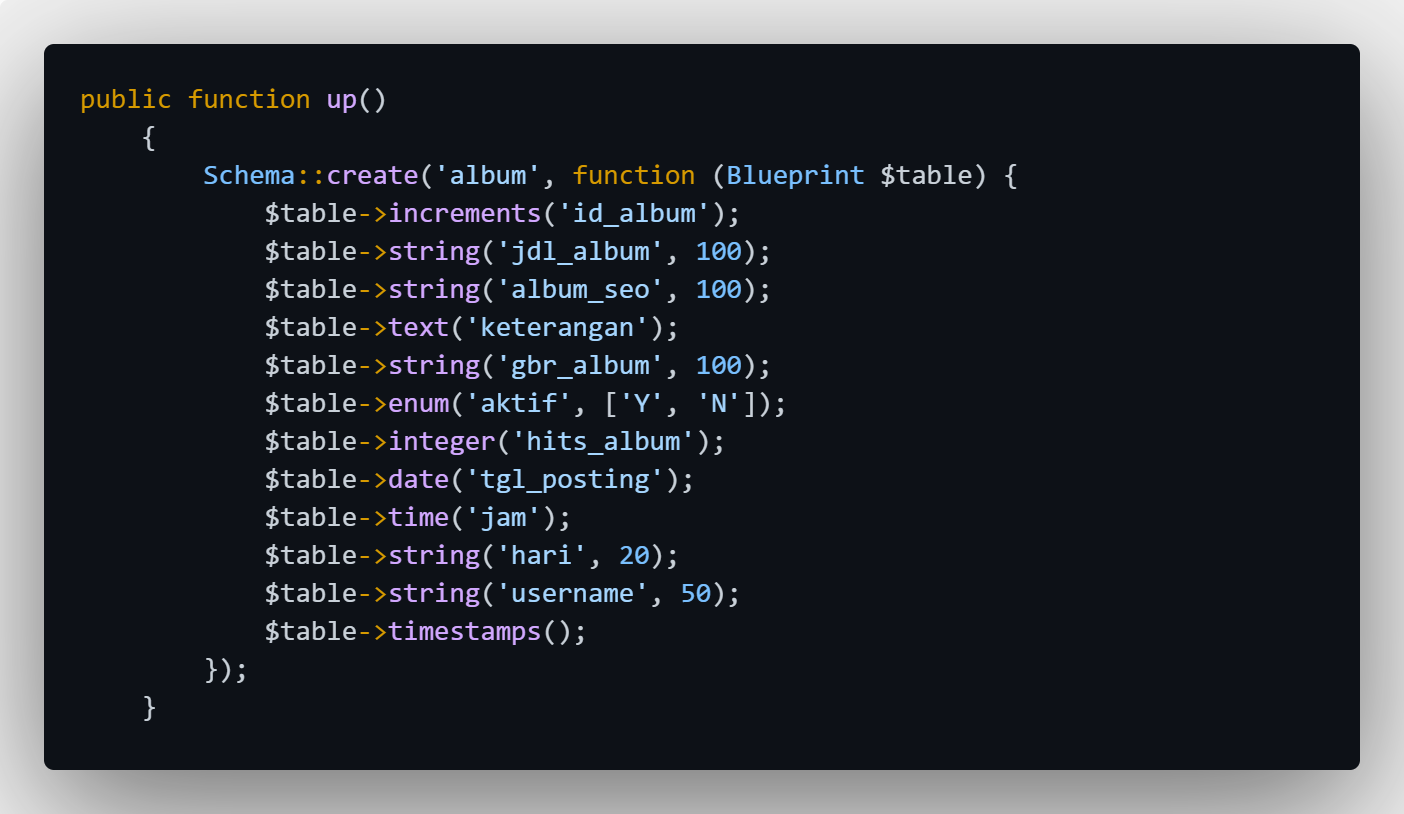 public function up()
    {
        Schema::create('album', function (Blueprint $table) {
            $table->increments('id_album');
            $table->string('jdl_album', 100);
            $table->string('album_seo', 100);
            $table->text('keterangan');
            $table->string('gbr_album', 100);
            $table->enum('aktif', ['Y', 'N']);
            $table->integer('hits_album');
            $table->date('tgl_posting');
            $table->time('jam');
            $table->string('hari', 20);
            $table->string('username', 50);
            $table->timestamps();
        });
    }